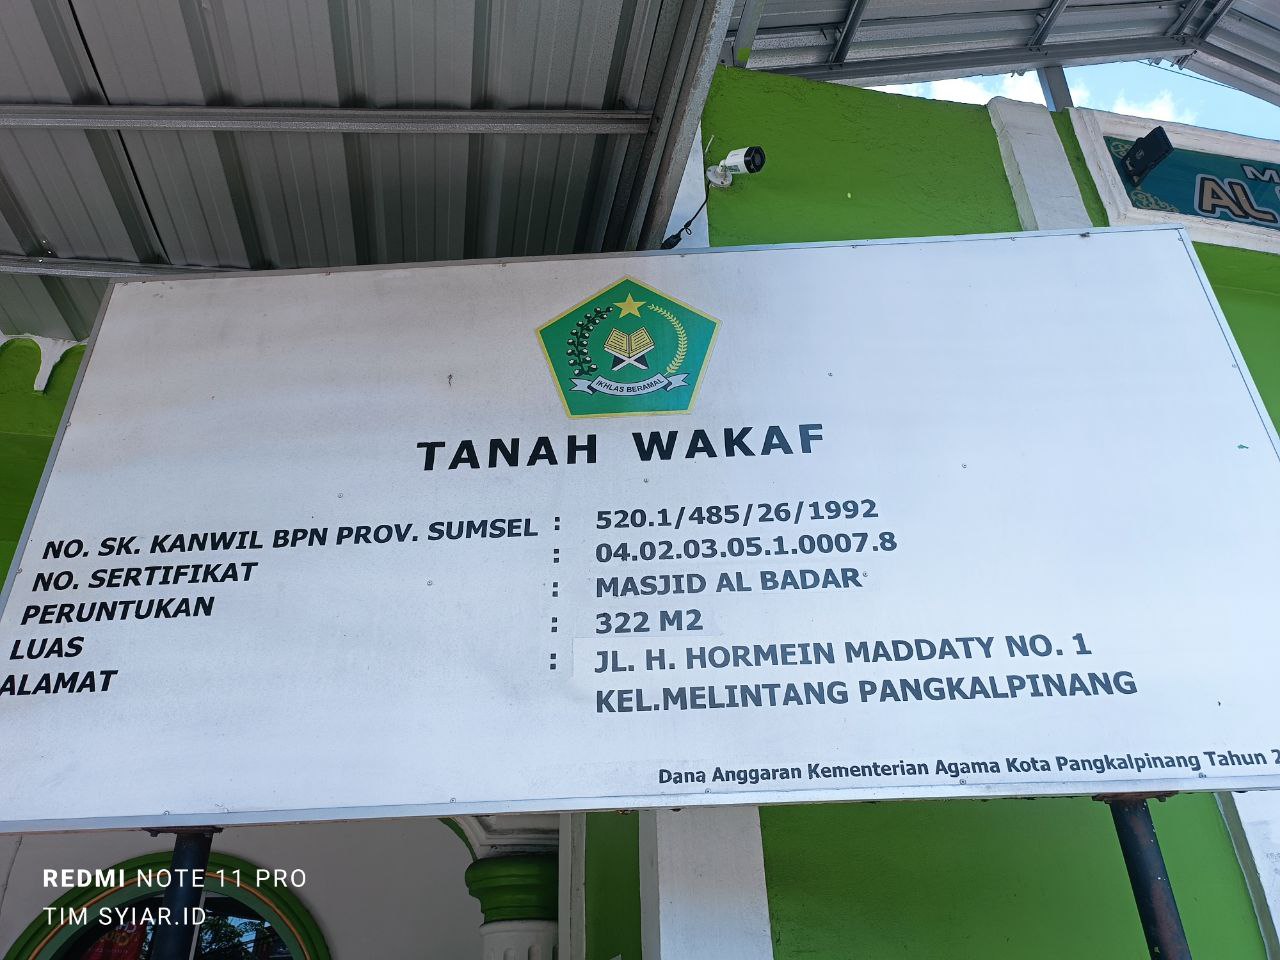 AL
IKHLAS BERAMAL
TANAH WAKAF
NO. SK. KANWIL BPN PROV. SUMSEL : 520.1/485/26/1992
NO. SERTIFIKAT : 04.02.03.05.1.0007.8
PERUNTUKAN : MASJID AL BADAR
LUAS : 322 M2
ALAMAT : JL. H. HORMEIN MADDATY NO. 1
KEL.MELINTANG PANGKALPINANG
Dana Anggaran Kementerian Agama Kota Pangkalpinang Tahun
REDMI NOTE 11 PRO
TIM SYIAR.ID